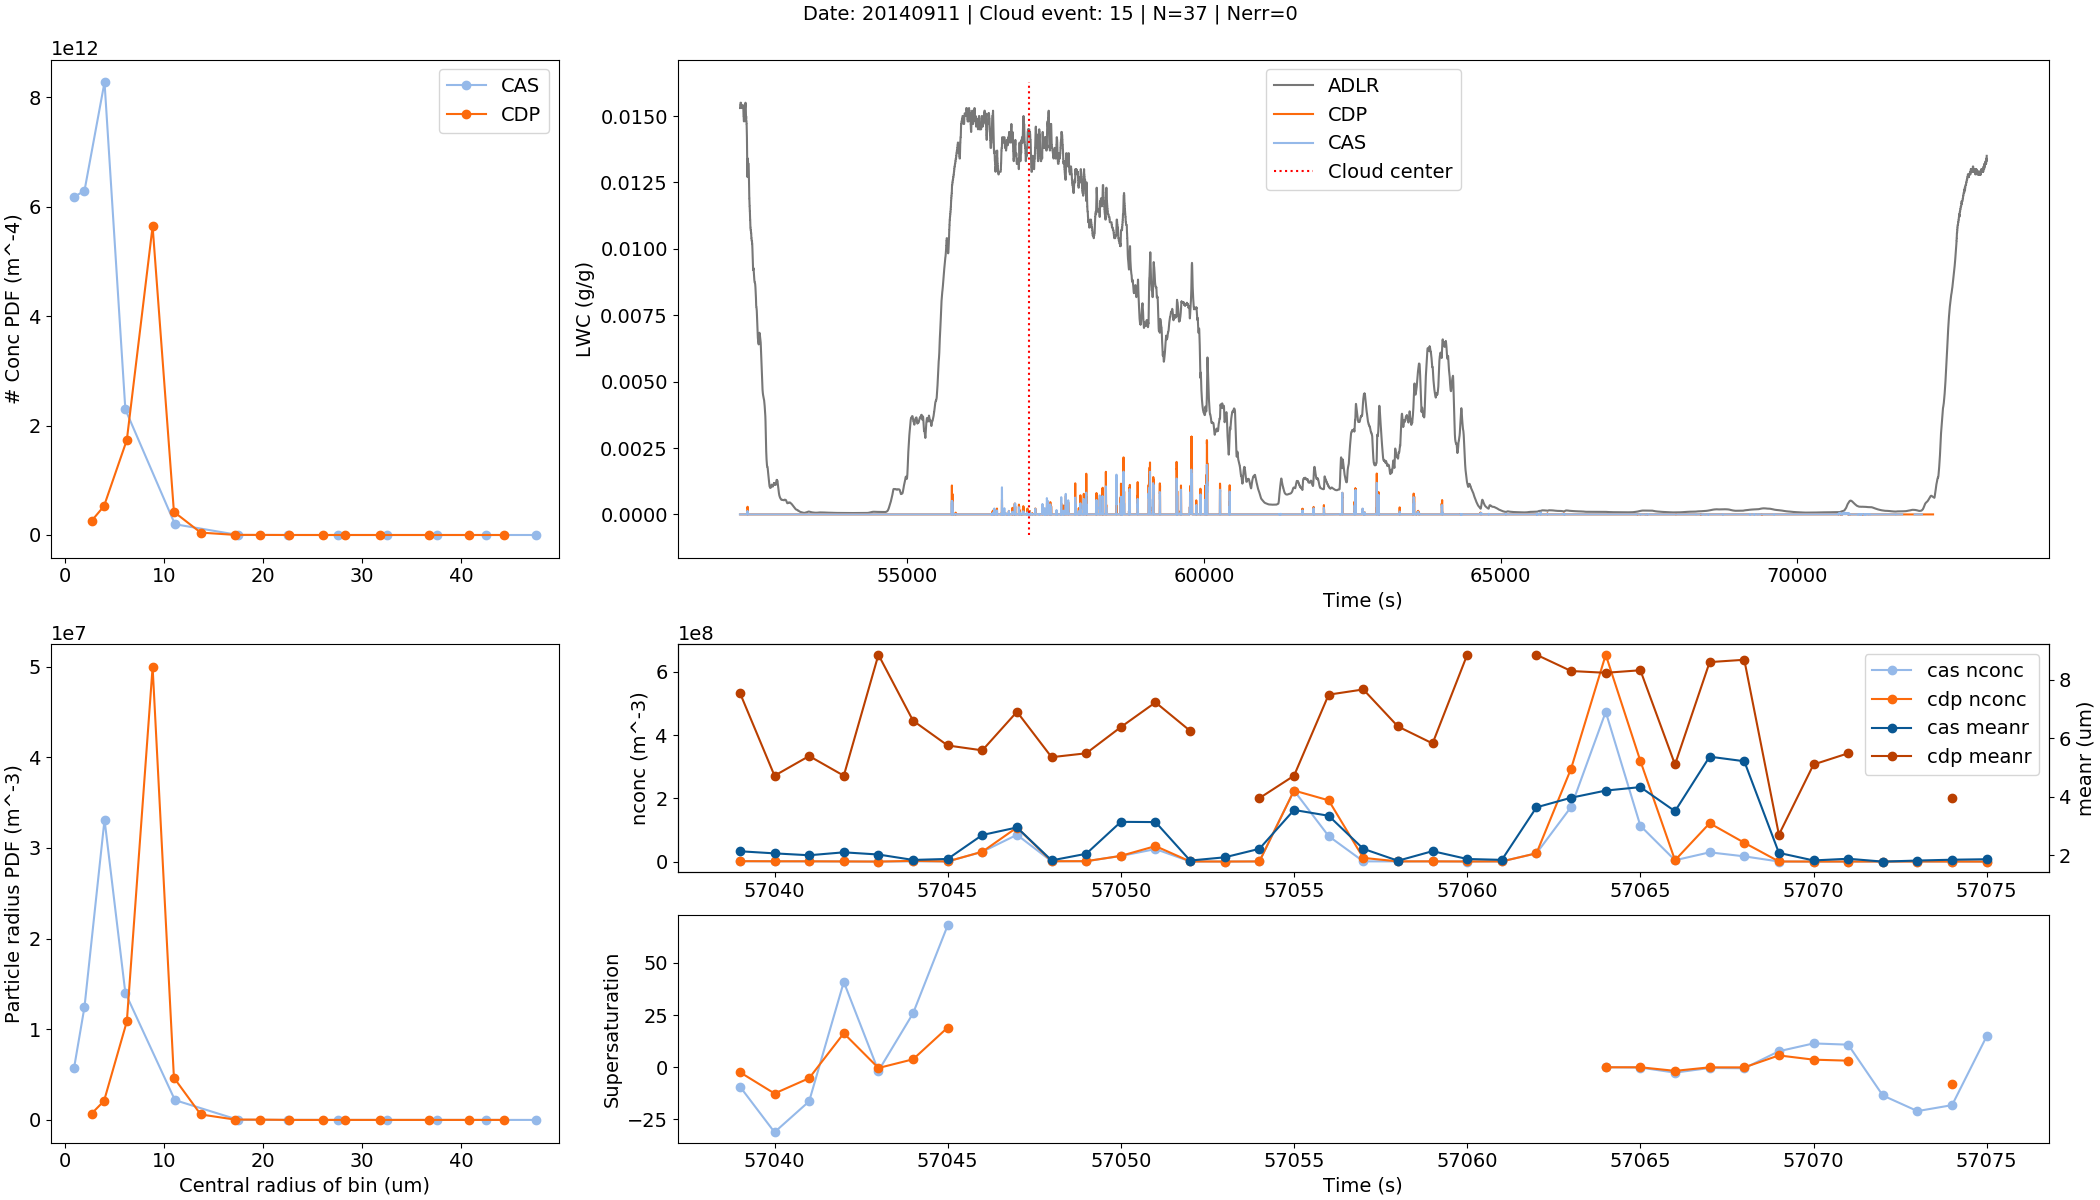 Date: 20140911 | Cloud event: 15 | N=37 | Nerr=0
1e12
# Conc PDF (m^-4)
8
6
4
2
0
0 10 20 30 40
CAS
CDP
LWC (g/g)
0.0150
0.0125
0.0100
0.0075
0.0050
0.0025
0.0000
55000 60000 65000 70000
Time (s)
ADLR
CDP
CAS
Cloud center
1e7
Particle radius PDF (m^-3)
5
4
3
2
1
0
0 10 20 30 40
Central radius of bin (um)
1e8
nconc (m^-3)
6
4
2
0
57040 57045 57050 57055 57060 57065 57070 57075
8
6
4
2
meanr (um)
cas nconc
cdp nconc
cas meanr
cdp meanr
Supersaturation
50
25
0
−25
57040 57045 57050 57055 57060 57065 57070 57075
Time (s)